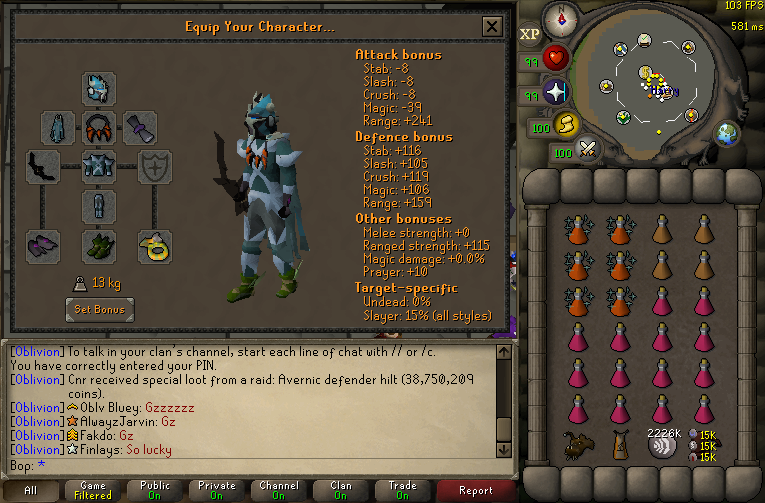 103 FPS
581 ms
Equip Your Character...
XP
99
99
100
100
Attack bonus
Stab: -8
Slash: -8
Crush: -8
Magic: -39
Range: +241
Defence bonus
Stab: +116
Slash: +105
Crush: +119
Magic: +106
Range: +159
Other bonuses
Melee strength: +0
Ranged strength: +115
Magic damage: +0.0%
Prayer: +10
Target-specific
Undead: 0%
Slayer: 15% (all styles)
13 kg
Set Bonus
[Oblivion] To talk in your clan's channel, start each line of chat with // or /c.
You have correctly entered your PIN.
[Oblivion] Cnr received special loot from a raid: Avernic defender hilt (38,750,209
coins).
[Oblivion] Oblv Bluey: Gzzzzzz
[Oblivion] AlwayzJarvin: Gz
[Oblivion] Fakdo: Gz
[Oblivion] Finlays: So lucky
Bop: *
2226K
15K
15K
15K
All
Game
Filtered
Public
On
Private
On
Channel
On
Clan
On
Trade
On
Report